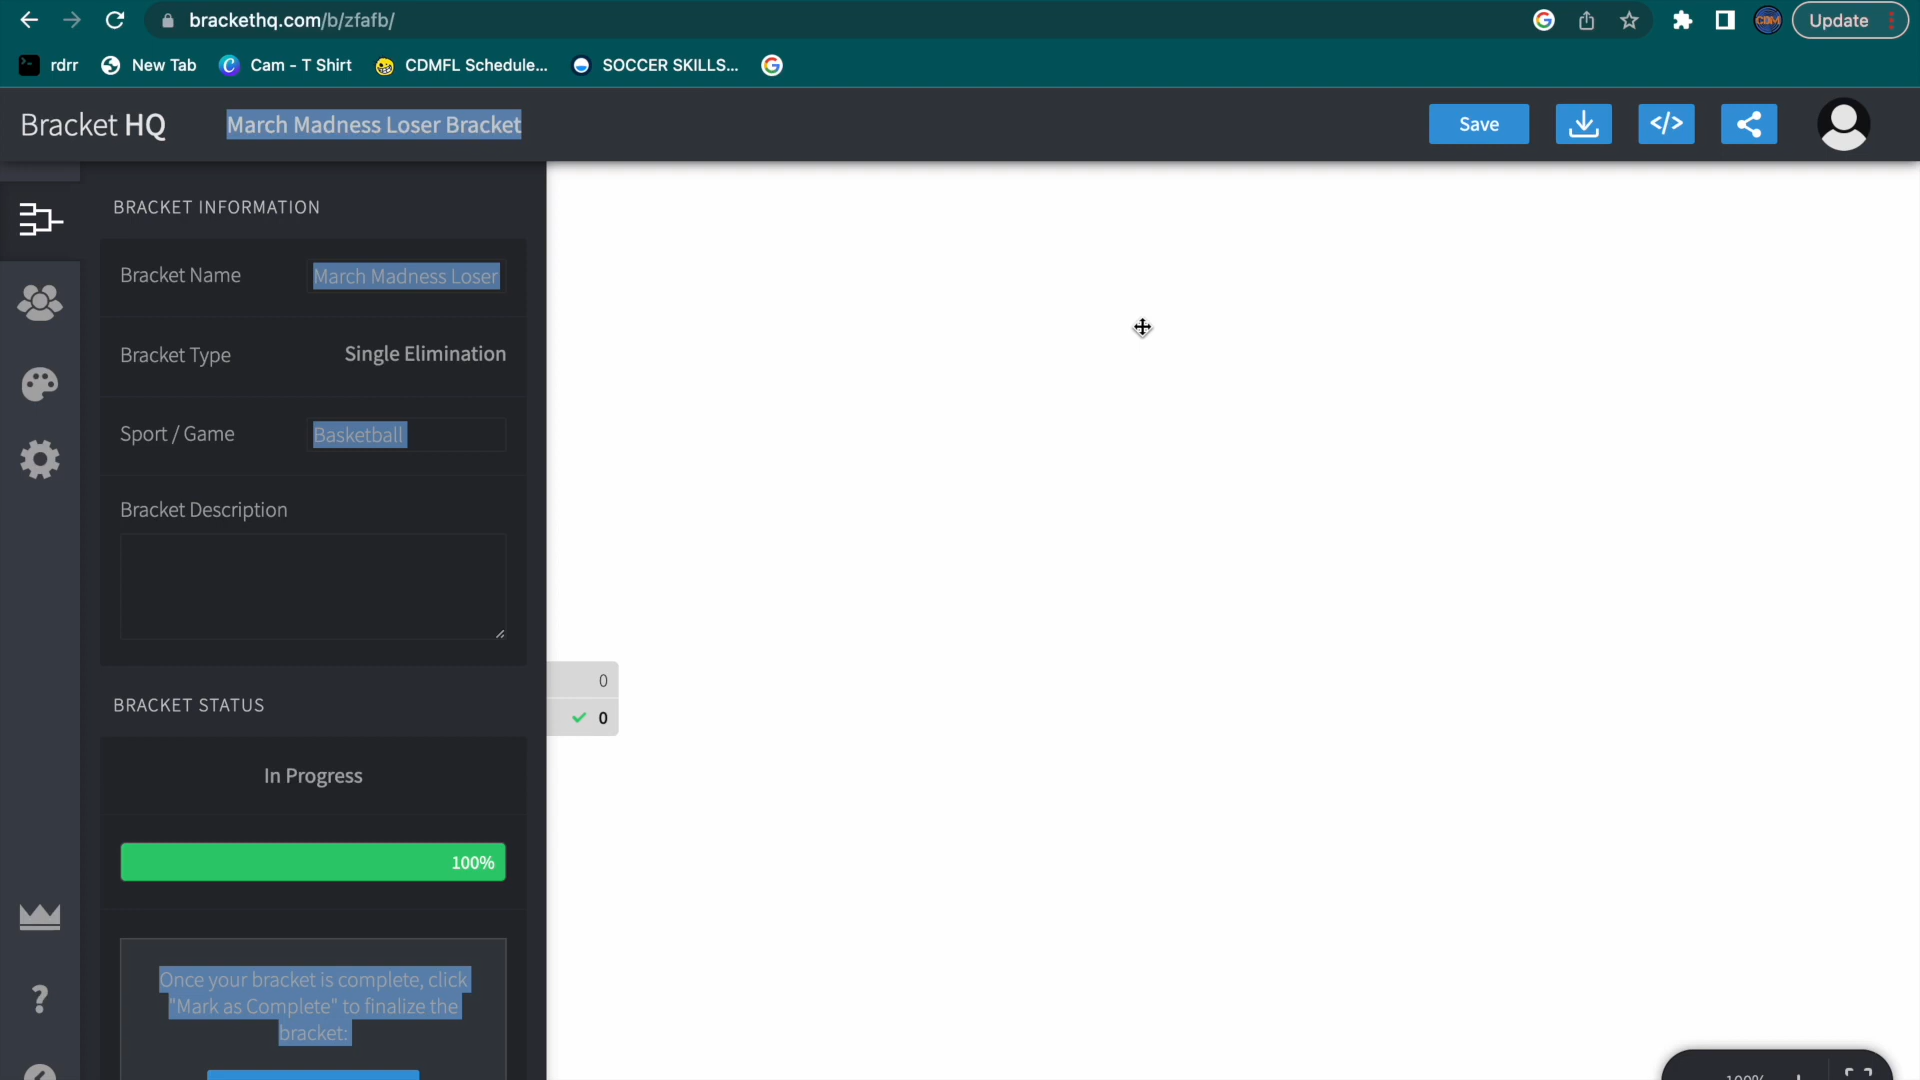 brackethq.com/b/zfafb/
Update
rdrr
New Tab
Cam - T Shirt
CDMFL Schedule...
SOCCER SKILLS...
Bracket HQ
March Madness Loser Bracket
Save
</>
BRACKET INFORMATION
Bracket Name
March Madness Loser
Bracket Type
Single Elimination
Sport / Game
Basketball
Bracket Description
0
0
BRACKET STATUS
In Progress
100%
Once your bracket is complete, click
"Mark as Complete" to finalize the
bracket:
100%